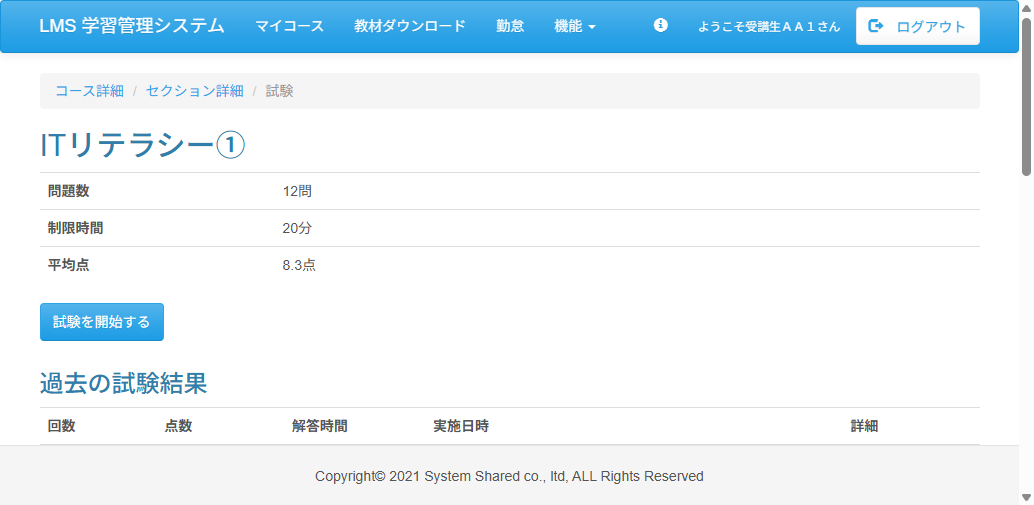 LMS 学習管理システム マイコース 教材ダウンロード 勤怠 機能 ようこそ受講生ＡＡ１さん ログアウト
コース詳細 / セクション詳細 / 試験
ITリテラシー①
問題数 12問
制限時間 20分
平均点 8.3点
試験を開始する
過去の試験結果
回数 点数 解答時間 実施日時 詳細
Copyright© 2021 System Shared co., ltd, ALL Rights Reserved